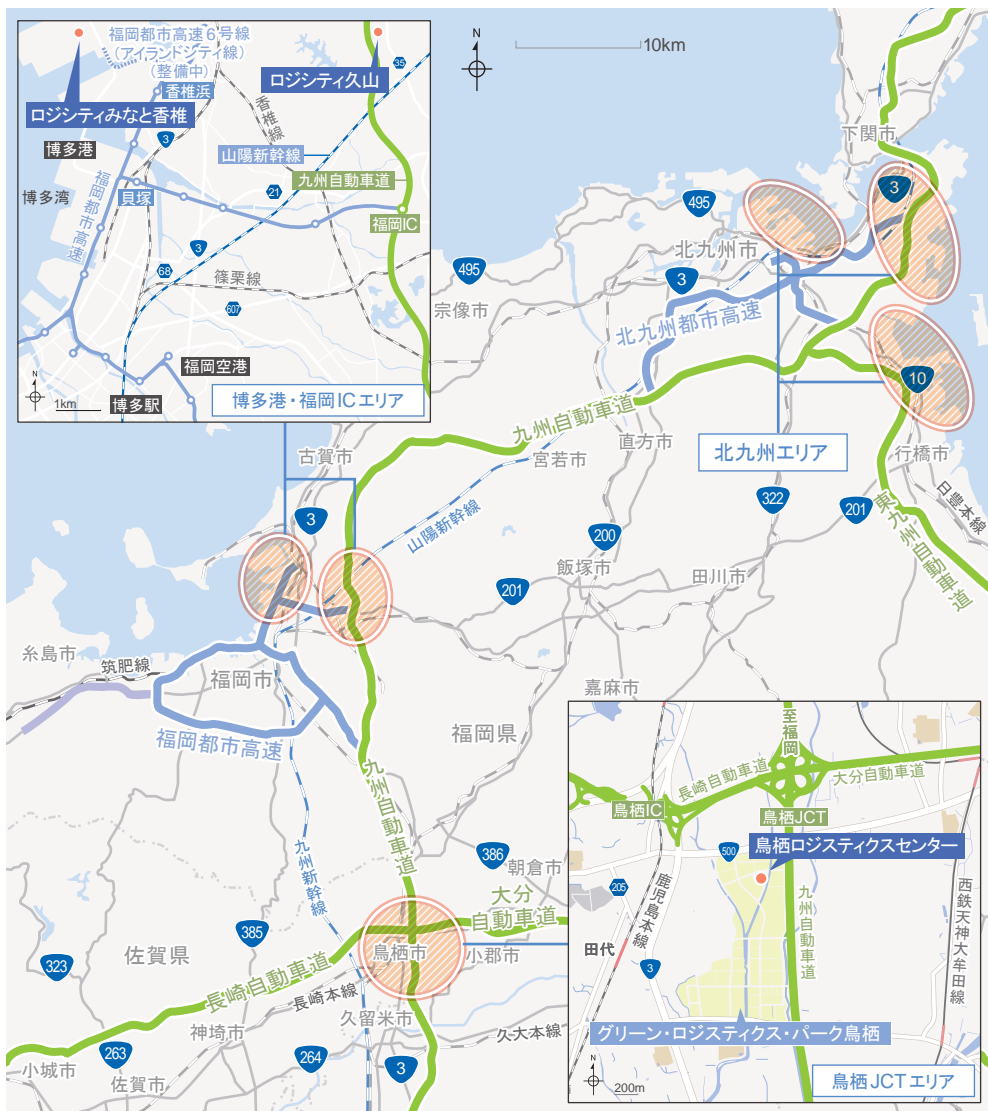 福岡都市高速6号線
(アイランドシティ線)
(整備中)
香椎浜
35
ロジシティ久山
ロジシティみなと香椎
3
香椎線
博多港
山陽新幹線
九州自動車道
博多湾
福岡都市高速
貝塚
21
福岡IC
3
68
篠栗線
607
福岡空港
N
1km
博多駅
博多港・福岡ICエリア
N
10km
下関市
3
495
北九州市
495
3
宗像市
北九州都市高速
10
九州自動車道
古賀市
宮若市
直方市
北九州エリア
行橋市
日豊本線
322
201
東九州自動車道
3
山陽新幹線
200
飯塚市
田川市
201
糸島市
筑肥線
福岡市
嘉麻市
福岡都市高速
福岡県
九州自動車道
九州新幹線
386
朝倉市
大分
自動車道
385
佐賀県
323
鳥栖市
小郡市
長崎自動車道
長崎本線
久留米市
久大本線
神埼市
263
264
3
小城市
佐賀市
至福岡
長崎自動車道
大分自動車道
鳥栖IC
鳥栖JCT
500
鳥栖ロジスティクスセンター
205
鹿児島本線
九州自動車道
西鉄天神大牟田線
田代
3
グリーン・ロジスティクス・パーク鳥栖
N
200m
鳥栖JCTエリア